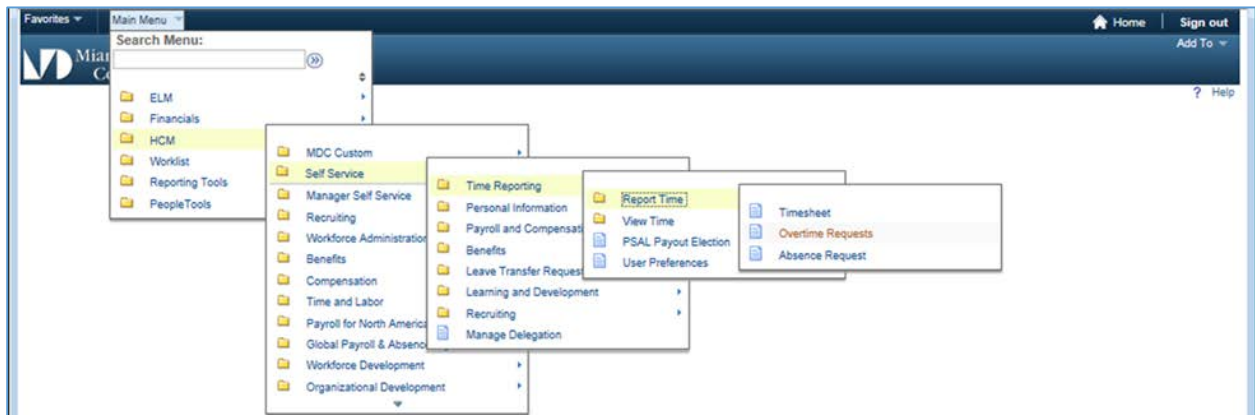 Favorites Main Menu Home Sign out
Search Menu:
Add To
? Help
ELM
Financials
HCM
Worklist
Reporting Tools
PeopleTools
MDC Custom
Self Service
Manager Self Service
Recruiting
Workforce Administration
Benefits
Compensation
Time and Labor
Payroll for North America
Global Payroll &
Workforce Development
Organizational Development
Time Reporting
Personal Information
Payroll and
Benefits
Leave Transfer Request
Learning and Development
Recruiting
Manage Delegation
Report Time
View Time
PSAL Payout Election
User Preferences
Timesheet
Overtime Requests
Absence Request